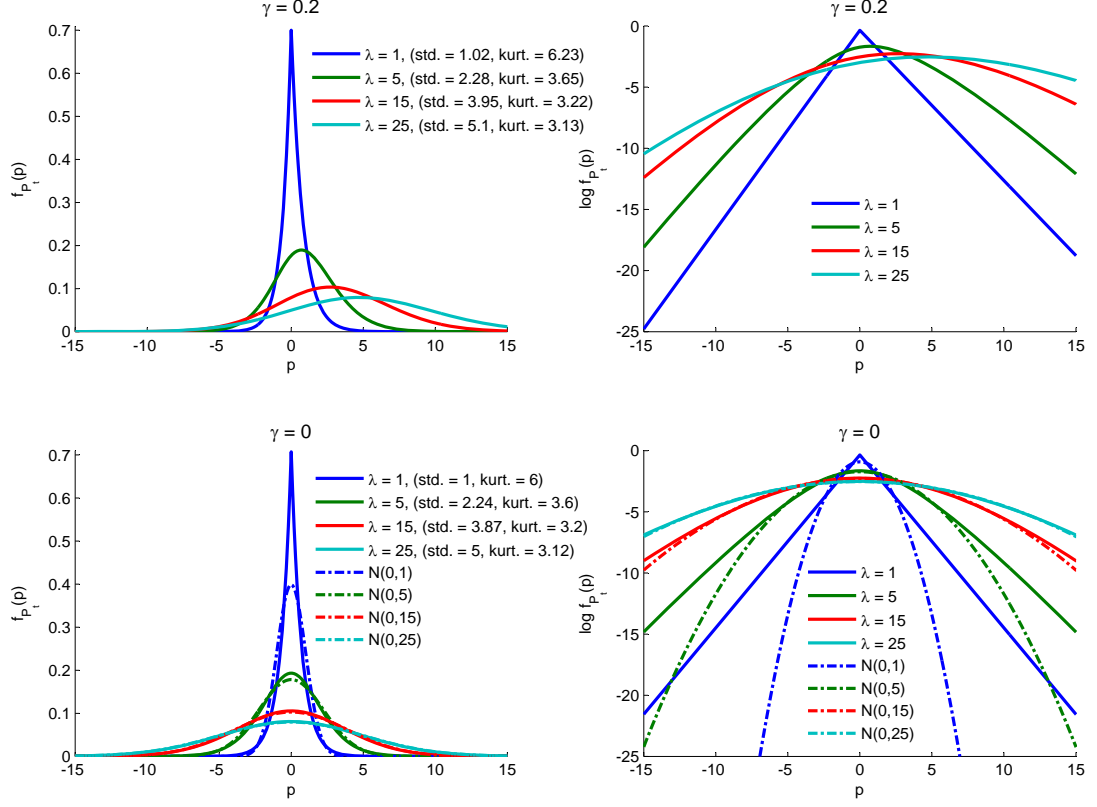 γ = 0.2
0.7
0.6
0.5
0.4
0.3
0.2
0.1
0
f_{P_t}(p)
λ = 1, (std. = 1.02, kurt. = 6.23)
λ = 5, (std. = 2.28, kurt. = 3.65)
λ = 15, (std. = 3.95, kurt. = 3.22)
λ = 25, (std. = 5.1, kurt. = 3.13)
-15 -10 -5 0 5 10 15
p
γ = 0.2
0
-5
-10
-15
-20
-25
log f_{P_t}(p)
λ = 1
λ = 5
λ = 15
λ = 25
-15 -10 -5 0 5 10 15
p
γ = 0
0.7
0.6
0.5
0.4
0.3
0.2
0.1
0
f_{P_t}(p)
λ = 1, (std. = 1, kurt. = 6)
λ = 5, (std. = 2.24, kurt. = 3.6)
λ = 15, (std. = 3.87, kurt. = 3.2)
λ = 25, (std. = 5, kurt. = 3.12)
N(0,1)
N(0,5)
N(0,15)
N(0,25)
-15 -10 -5 0 5 10 15
p
γ = 0
0
-5
-10
-15
-20
-25
log f_{P_t}(p)
λ = 1
λ = 5
λ = 15
λ = 25
N(0,1)
N(0,5)
N(0,15)
N(0,25)
-15 -10 -5 0 5 10 15
p